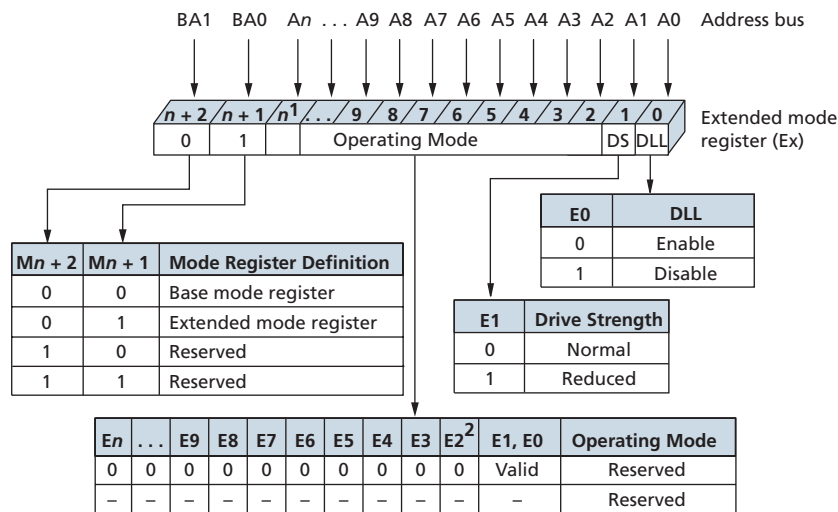 BA1 BA0 An . . . A9 A8 A7 A6 A5 A4 A3 A2 A1 A0 Address bus
n + 2 n + 1 n1 . . . 9 8 7 6 5 4 3 2 1 0 Extended mode
0 1 Operating Mode DS DLL register (Ex)
E0 DLL
0 Enable
1 Disable
Mn + 2 Mn + 1 Mode Register Definition
0 0 Base mode register
0 1 Extended mode register
1 0 Reserved
1 1 Reserved
E1 Drive Strength
0 Normal
1 Reduced
En . . . E9 E8 E7 E6 E5 E4 E3 E2² E1, E0 Operating Mode
0 0 0 0 0 0 0 0 0 0 Valid Reserved
– – – – – – – – – – – Reserved